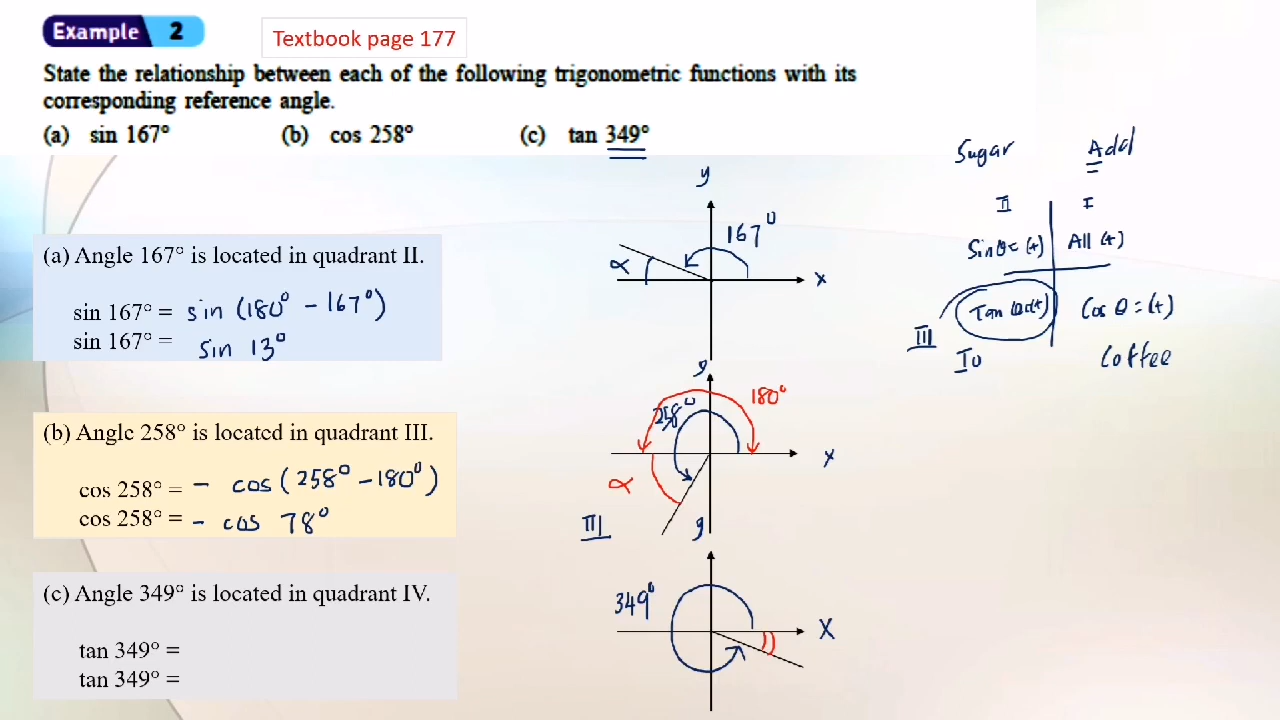 Example 2
Textbook page 177
State the relationship between each of the following trigonometric functions with its
corresponding reference angle.
(a) sin 167° (b) cos 258° (c) tan 349°
Sugar Add
II I
Sinθ = (+) All (+)
Tan θ (+) Cos θ = (+)
III
To Coffee
(a) Angle 167° is located in quadrant II.
sin 167° = sin (180° - 167°)
sin 167° = sin 13°
y
167°
α
x
(b) Angle 258° is located in quadrant III.
cos 258° = - cos (258° - 180°)
cos 258° = - cos 78°
y
180°
258°
x
α
III
(c) Angle 349° is located in quadrant IV.
tan 349° =
tan 349° =
y
349°
X